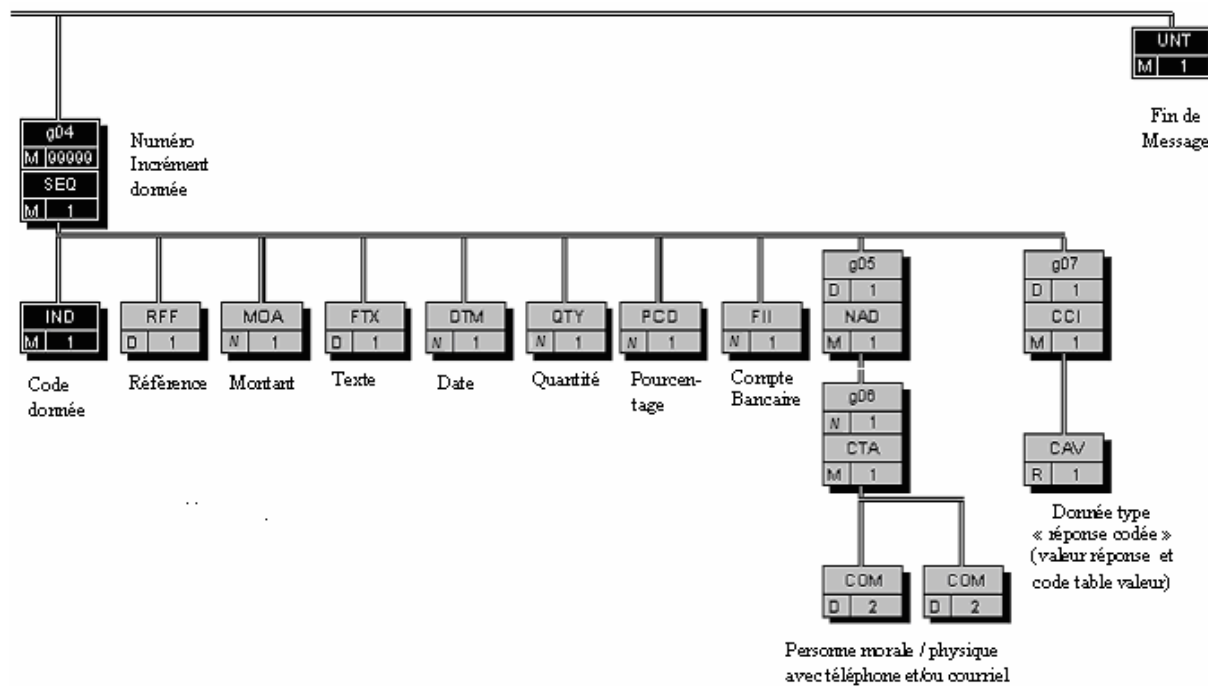 UNT
M 1
Fin de
Message
g04
M 99999
SEQ
M 1
Numéro
Incrément
donnée
IND
M 1
Code
donnée
RFF
D 1
Référence
MOA
N 1
Montant
FTX
D 1
Texte
DTM
N 1
Date
QTY
N 1
Quantité
PCD
N 1
Pourcen-
tage
FII
N 1
Compte
Bancaire
g05
D 1
NAD
M 1
g06
N 1
CTA
M 1
COM
D 2
COM
D 2
Personne morale / physique
avec téléphone et/ou courriel
g07
D 1
CCI
M 1
CAV
R 1
Donnée type
« réponse codée »
(valeur réponse et
code table valeur)